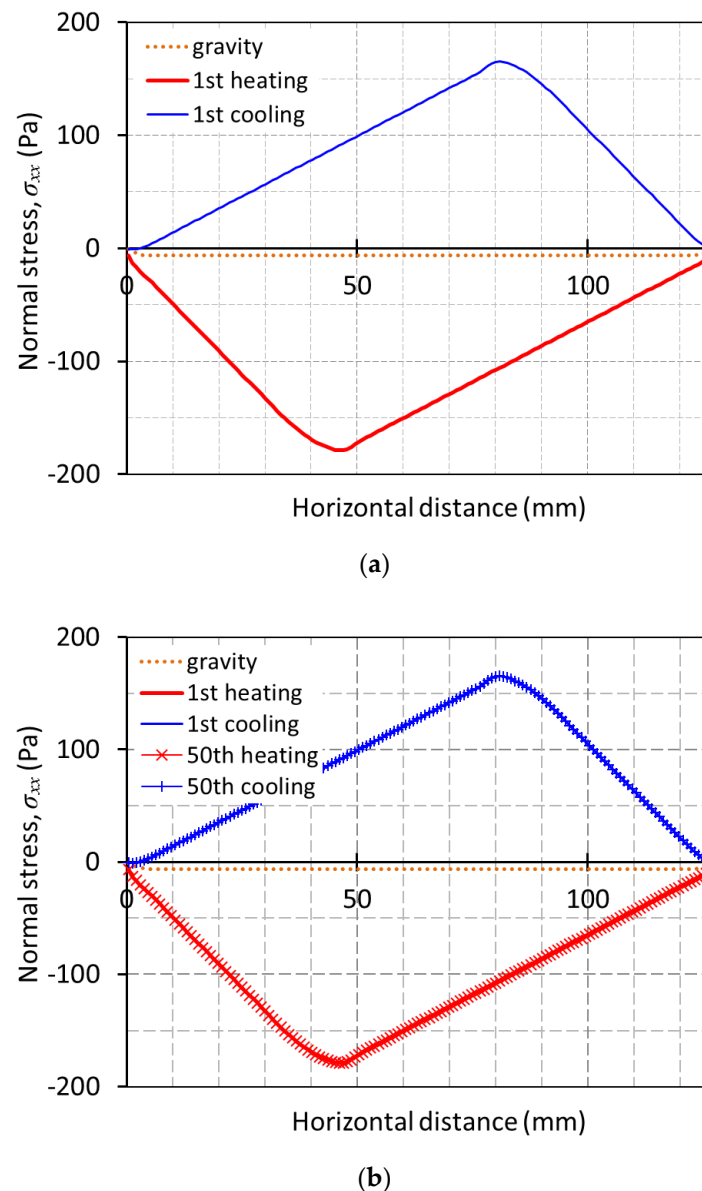 200
gravity
1st heating
1st cooling
100
Normal stress, σxx (Pa)
0
0 50 100
-100
-200
Horizontal distance (mm)
(a)
200
gravity
1st heating
1st cooling
50th heating
50th cooling
100
Normal stress, σxx (Pa)
0
0 50 100
-100
-200
Horizontal distance (mm)
(b)